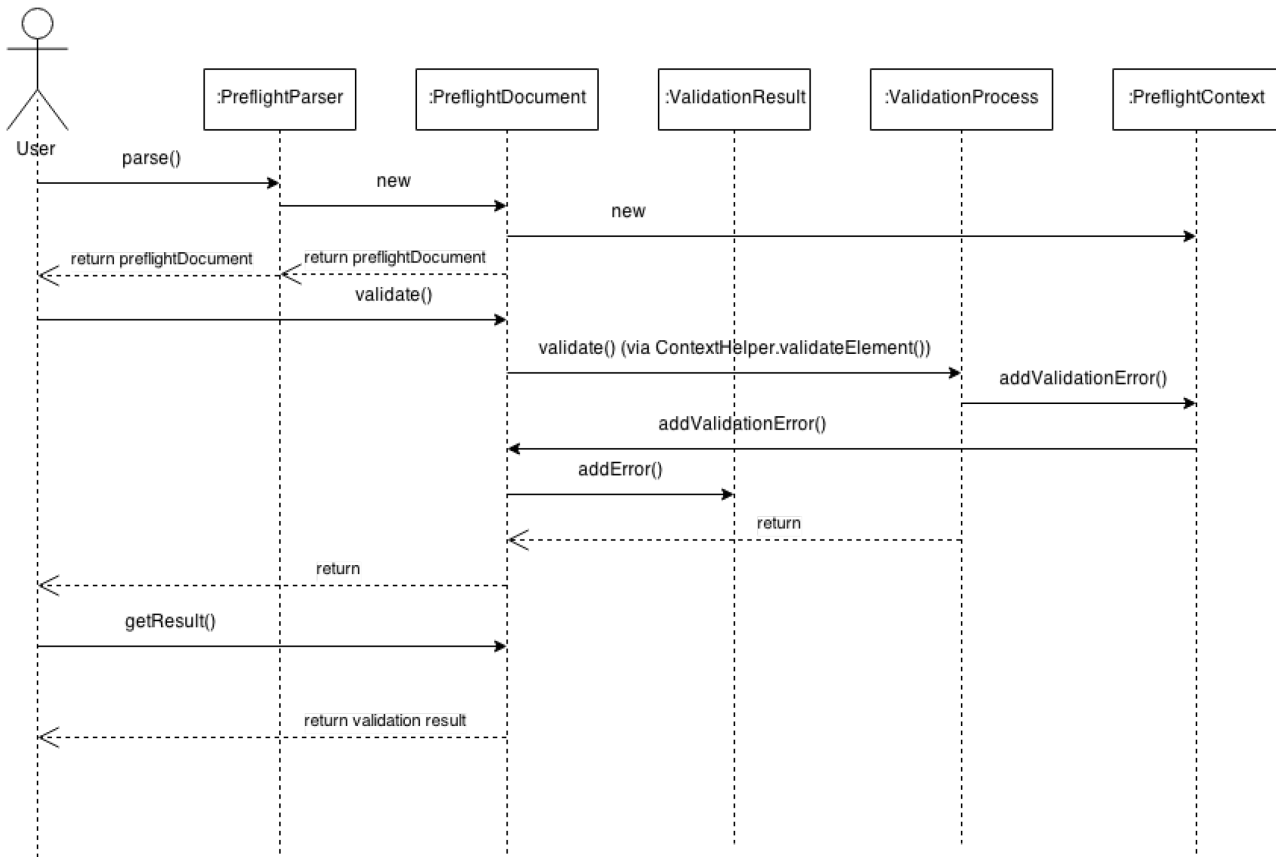 :PreflightParser
:PreflightDocument
:ValidationResult
:ValidationProcess
:PreflightContext
User
parse()
new
new
return preflightDocument
return preflightDocument
validate()
validate() (via ContextHelper.validateElement())
addValidationError()
addValidationError()
addError()
return
return
getResult()
return validation result